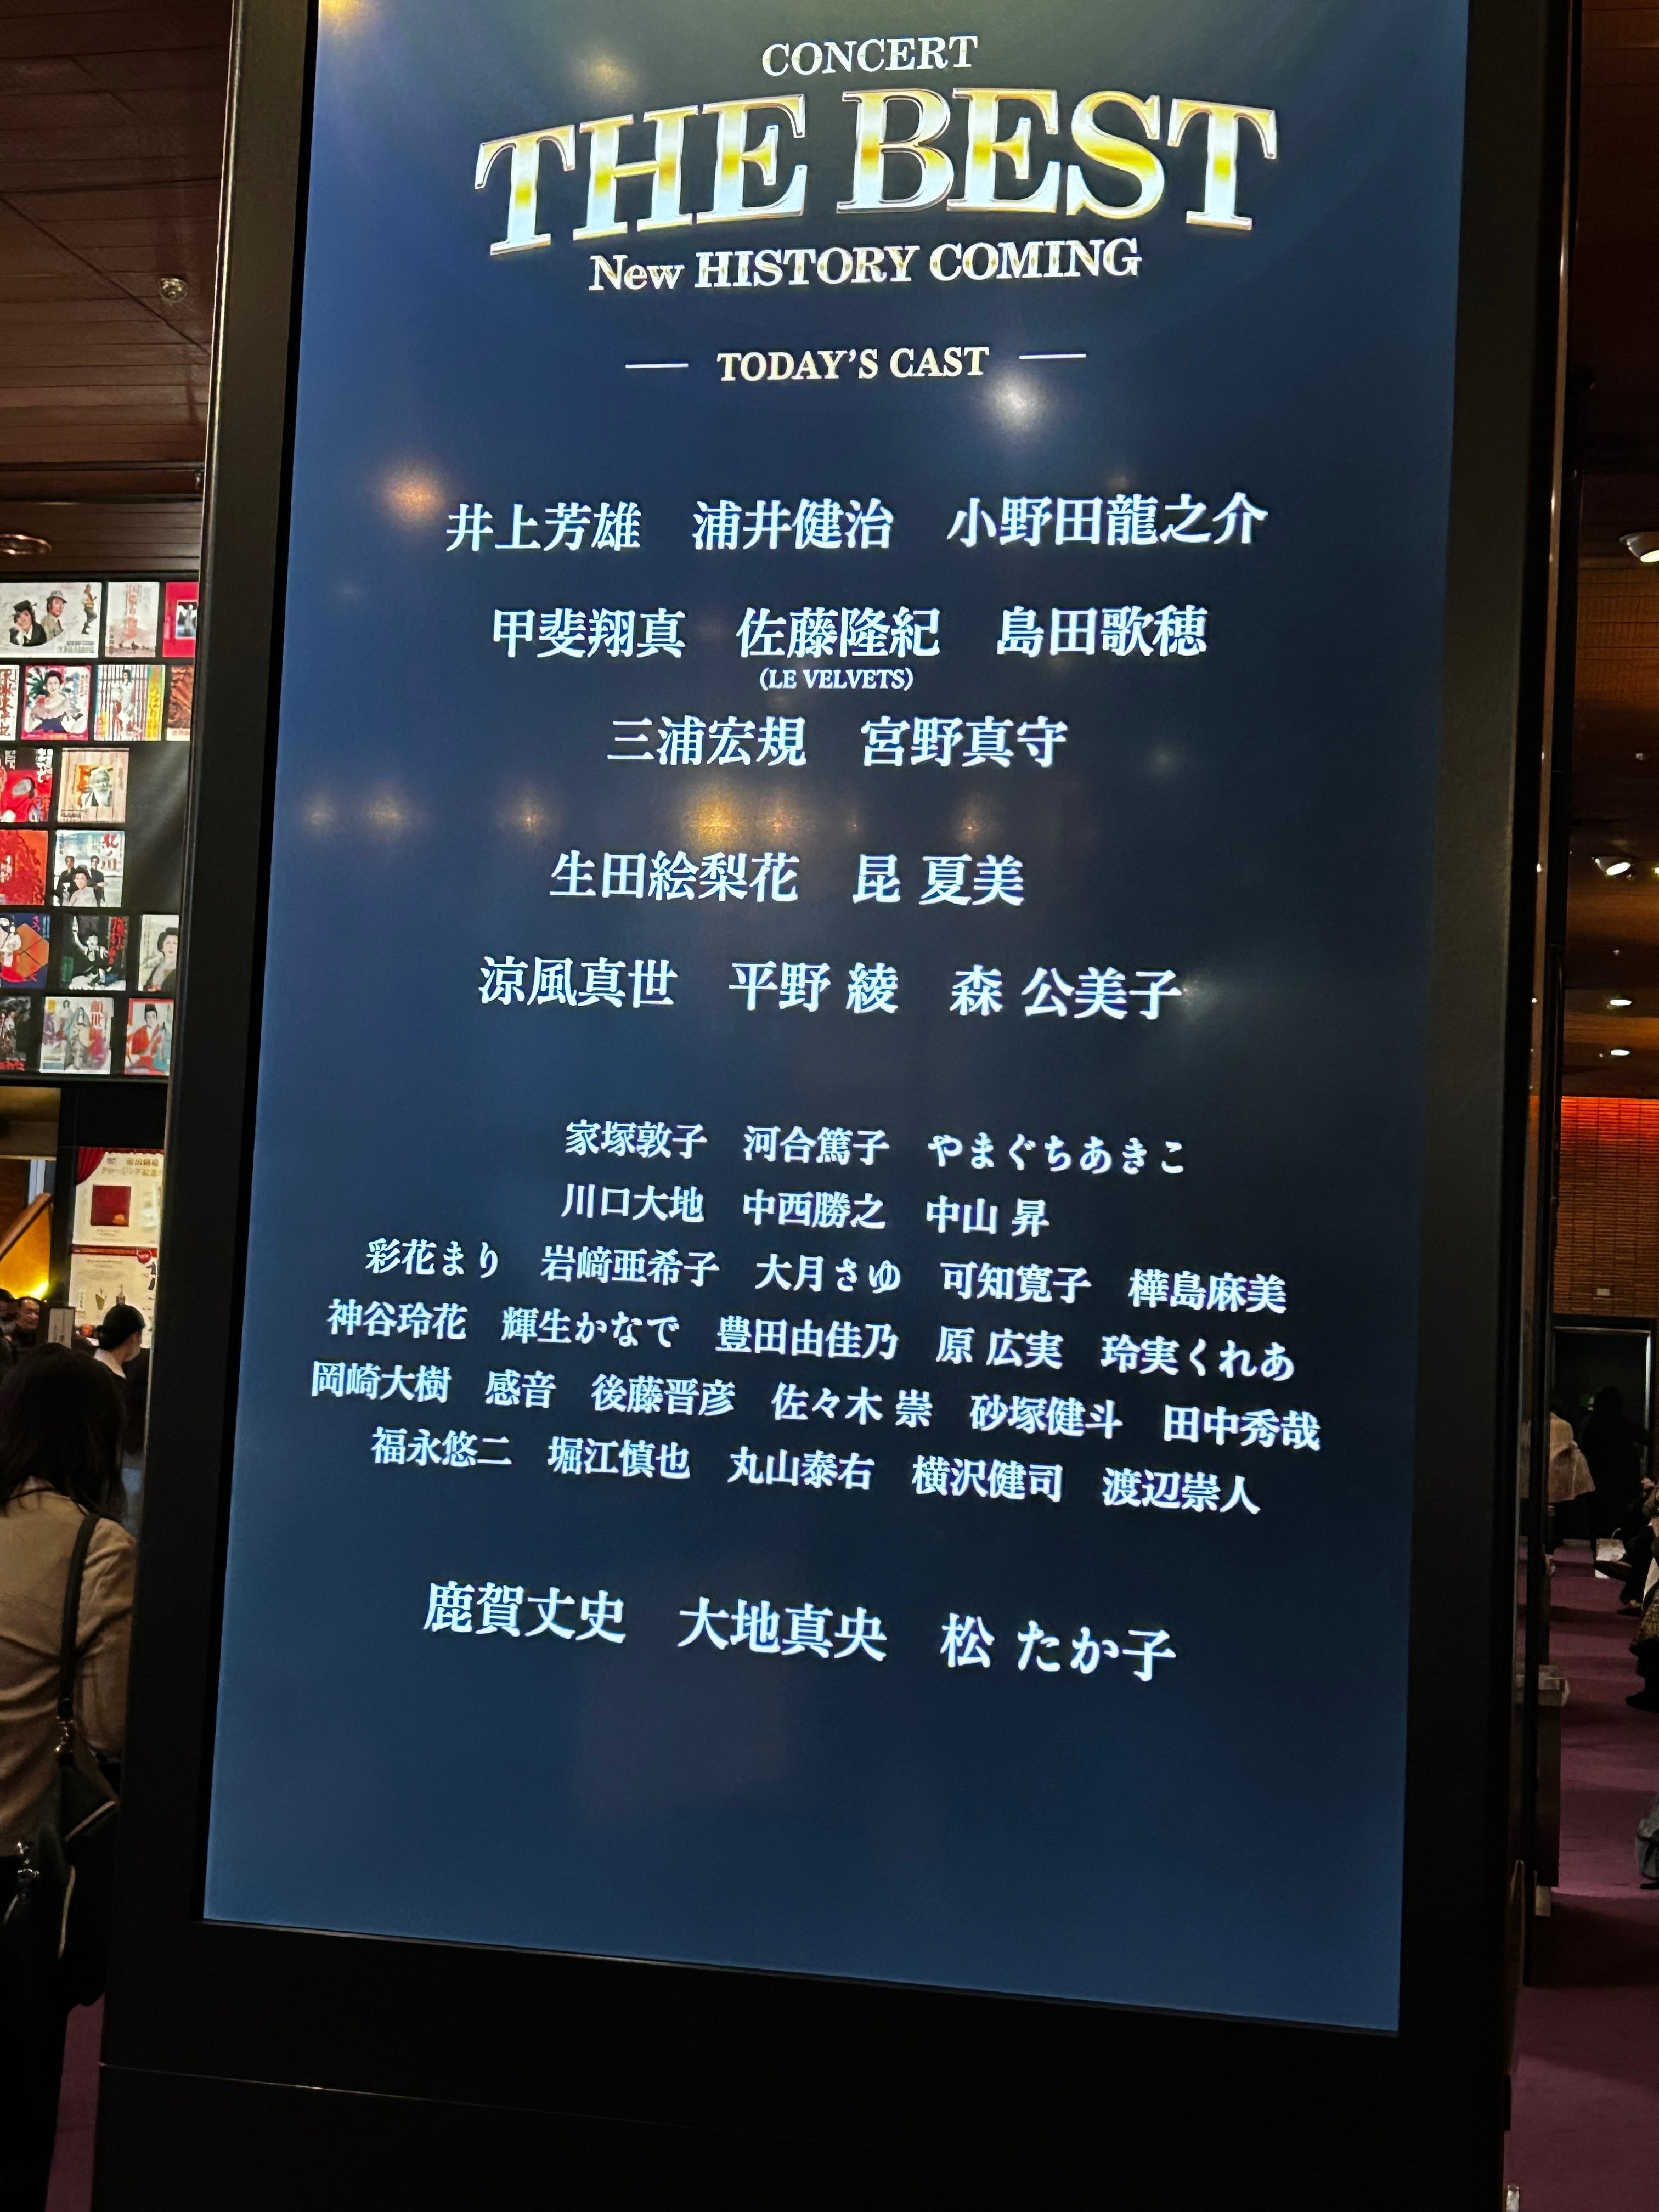 CONCERT
THE BEST
New HISTORY COMING
TODAY'S CAST
井上芳雄　浦井健治　小野田龍之介
甲斐翔真　佐藤隆紀　島田歌穂
(LE VELVETS)
三浦宏規　宮野真守
生田絵梨花　昆 夏美
涼風真世　平野 綾　森 公美子
家塚敦子　河合篤子　やまぐちあきこ
川口大地　中西勝之　中山 昇
彩花まり　岩﨑亜希子　大月さゆ　可知寛子　樺島麻美
神谷玲花　輝生かなで　豊田由佳乃　原 広実　玲実くれあ
岡崎大樹　感音　後藤晋彦　佐々木 崇　砂塚健斗　田中秀哉
福永悠二　堀江慎也　丸山泰右　横沢健司　渡辺崇人
鹿賀丈史　大地真央　松 たか子